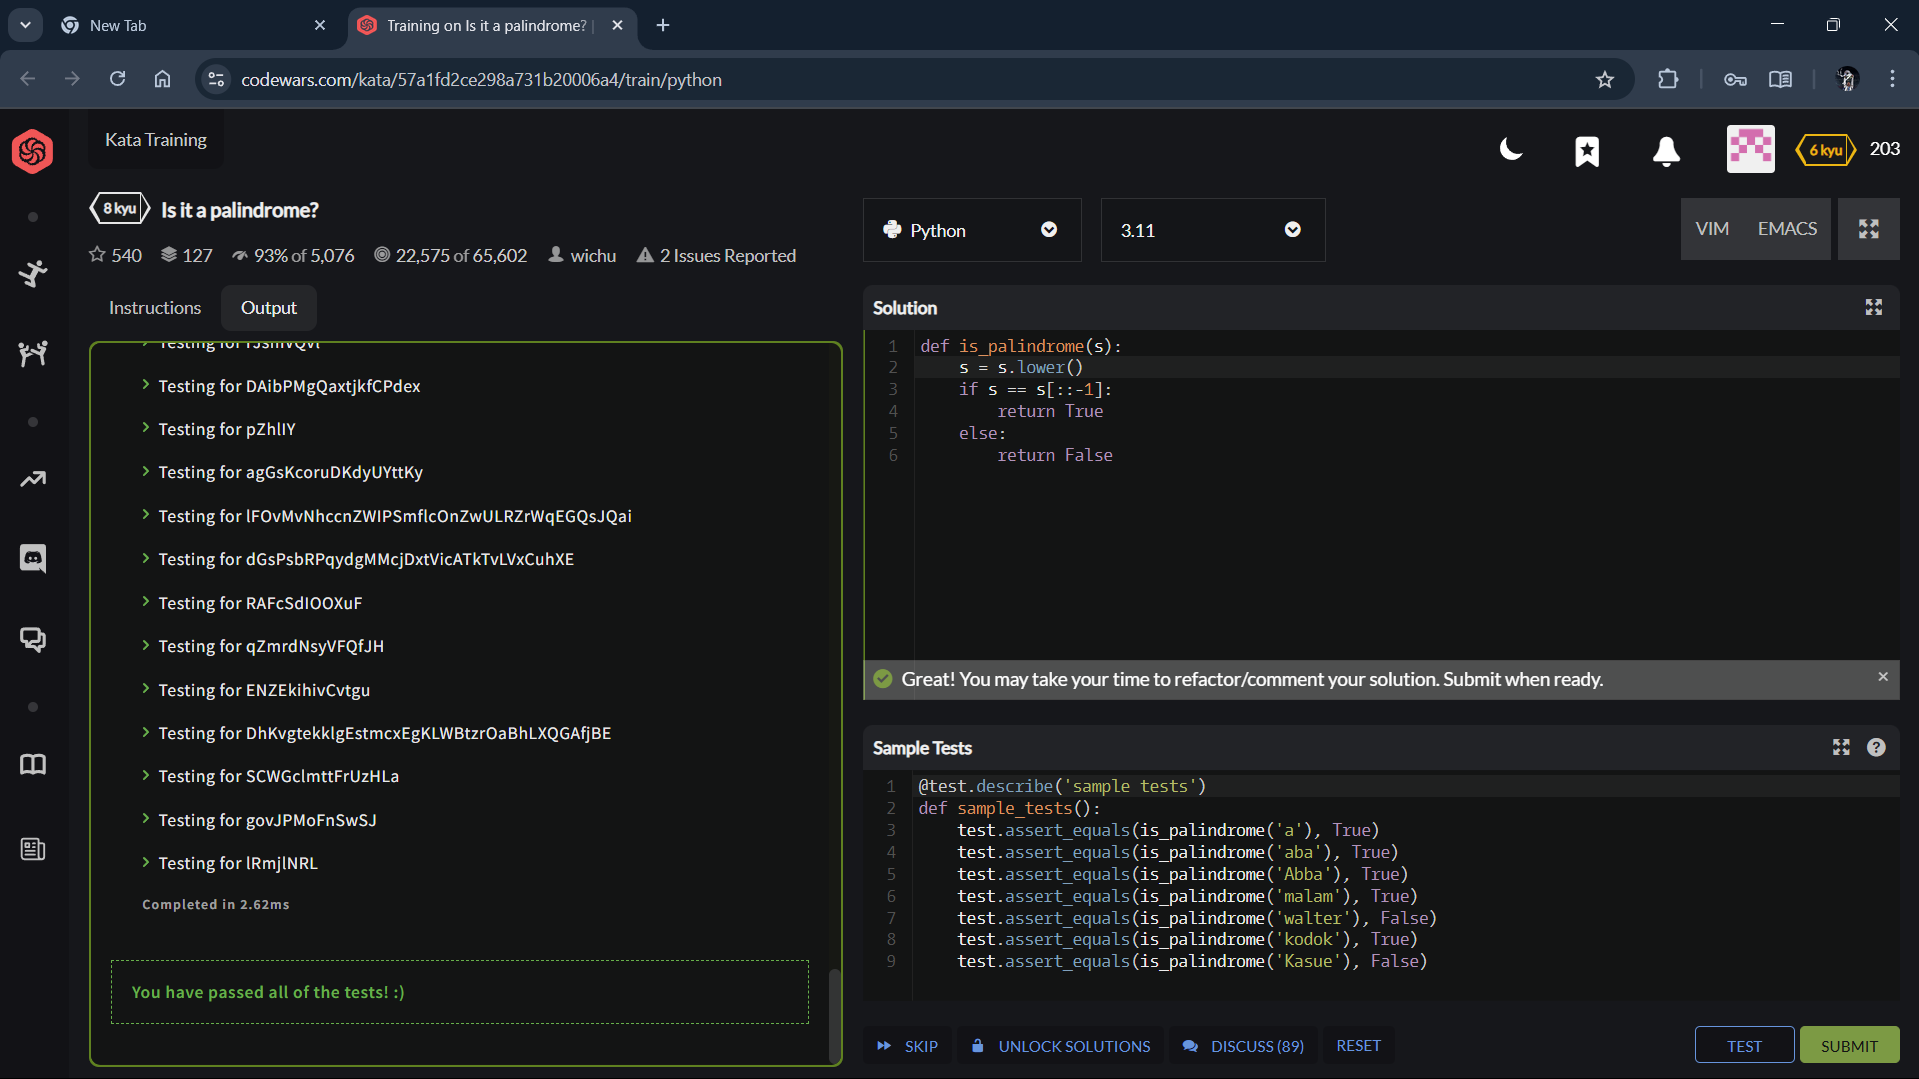 New Tab
Training on Is it a palindrome? |
codewars.com/kata/57a1fd2ce298a731b20006a4/train/python
Kata Training
6 kyu 203
8 kyu Is it a palindrome?
540 127 93% of 5,076 22,575 of 65,602 wichu 2 Issues Reported
Python 3.11 VIM EMACS
Instructions Output
Testing for DAibPMgQaxtjkfCPdex
Testing for pZhlIY
Testing for agGsKcoruDKdyUYttKy
Testing for lFOvMvNhccnZWIPSmflcOnZwULRZrWqEGQsJQai
Testing for dGsPsbRPqydgMMcjDxtVicATkTvLVxCuhXE
Testing for RAFcSdIOOXuF
Testing for qZmrdNsyVFQfJH
Testing for ENZEkihivCvtgu
Testing for DhKvgtekklgEstmcxEgKLWBtzrOaBhLXQGAfjBE
Testing for SCWGclmttFrUzHLa
Testing for govJPMoFnSwSJ
Testing for lRmjlNRL
Completed in 2.62ms
You have passed all of the tests! :)
Solution
1 def is_palindrome(s):
2 s = s.lower()
3 if s == s[::-1]:
4 return True
5 else:
6 return False
Great! You may take your time to refactor/comment your solution. Submit when ready.
Sample Tests
1 @test.describe('sample tests')
2 def sample_tests():
3 test.assert_equals(is_palindrome('a'), True)
4 test.assert_equals(is_palindrome('aba'), True)
5 test.assert_equals(is_palindrome('Abba'), True)
6 test.assert_equals(is_palindrome('malam'), True)
7 test.assert_equals(is_palindrome('walter'), False)
8 test.assert_equals(is_palindrome('kodok'), True)
9 test.assert_equals(is_palindrome('Kasue'), False)
SKIP UNLOCK SOLUTIONS DISCUSS (89) RESET TEST SUBMIT